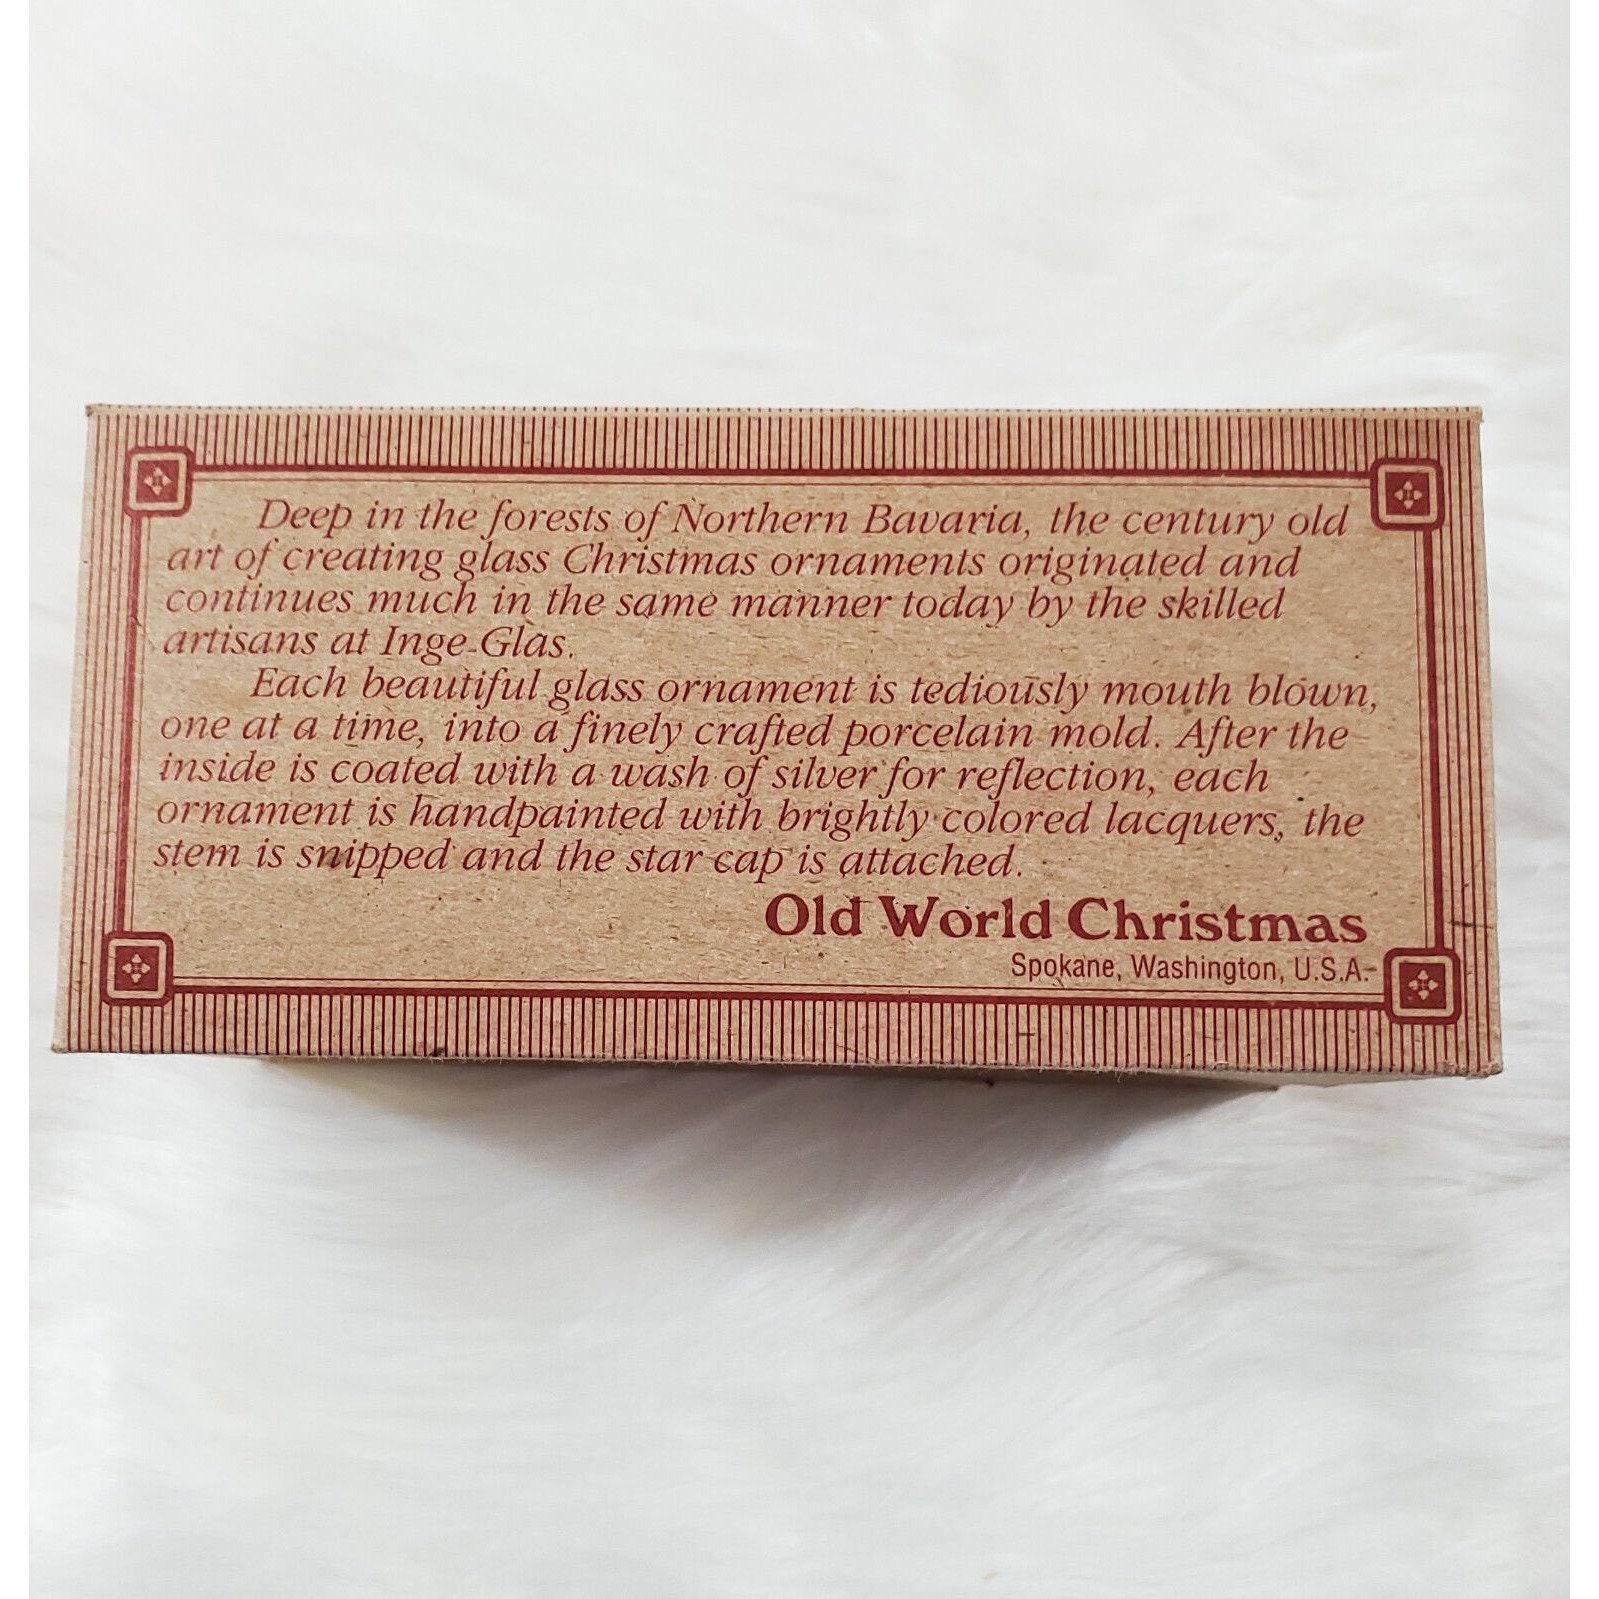 Deep in the forests of Northern Bavaria, the century old
art of creating glass Christmas ornaments originated and
continues much in the same manner today by the skilled
artisans at Inge-Glas.
Each beautiful glass ornament is tediously mouth blown,
one at a time, into a finely crafted porcelain mold. After the
inside is coated with a wash of silver for reflection, each
ornament is handpainted with brightly colored lacquers, the
stem is snipped and the star cap is attached.
Old World Christmas
Spokane, Washington, U.S.A.